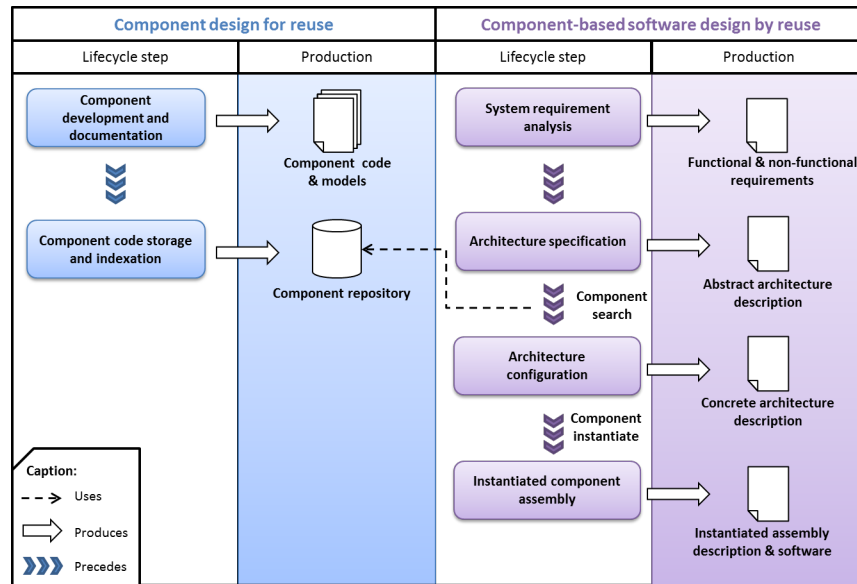 Component design for reuse
Component-based software design by reuse
Lifecycle step
Production
Lifecycle step
Production
Component
development and
documentation
Component code
& models
System requirement
analysis
Functional & non-functional
requirements
Component code storage
and indexation
Component repository
Architecture specification
Abstract architecture
description
Component
search
Architecture
configuration
Concrete architecture
description
Component
instantiate
Instantiated component
assembly
Instantiated assembly
description & software
Caption:
Uses
Produces
Precedes